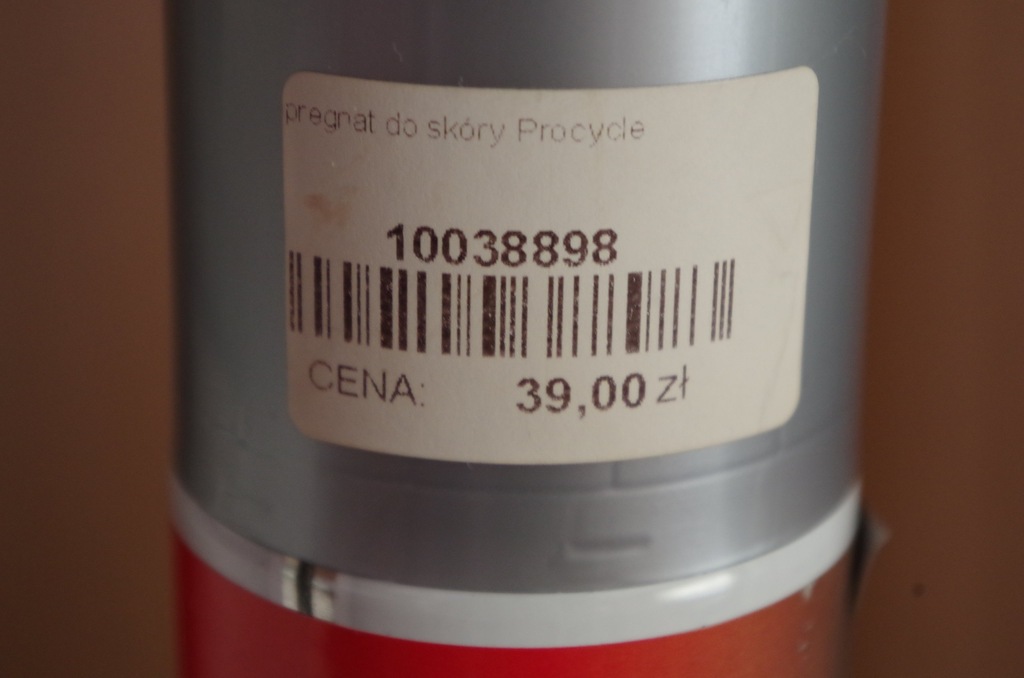 pregnat do skóry Procycle
10038898
CENA: 39,00 zł